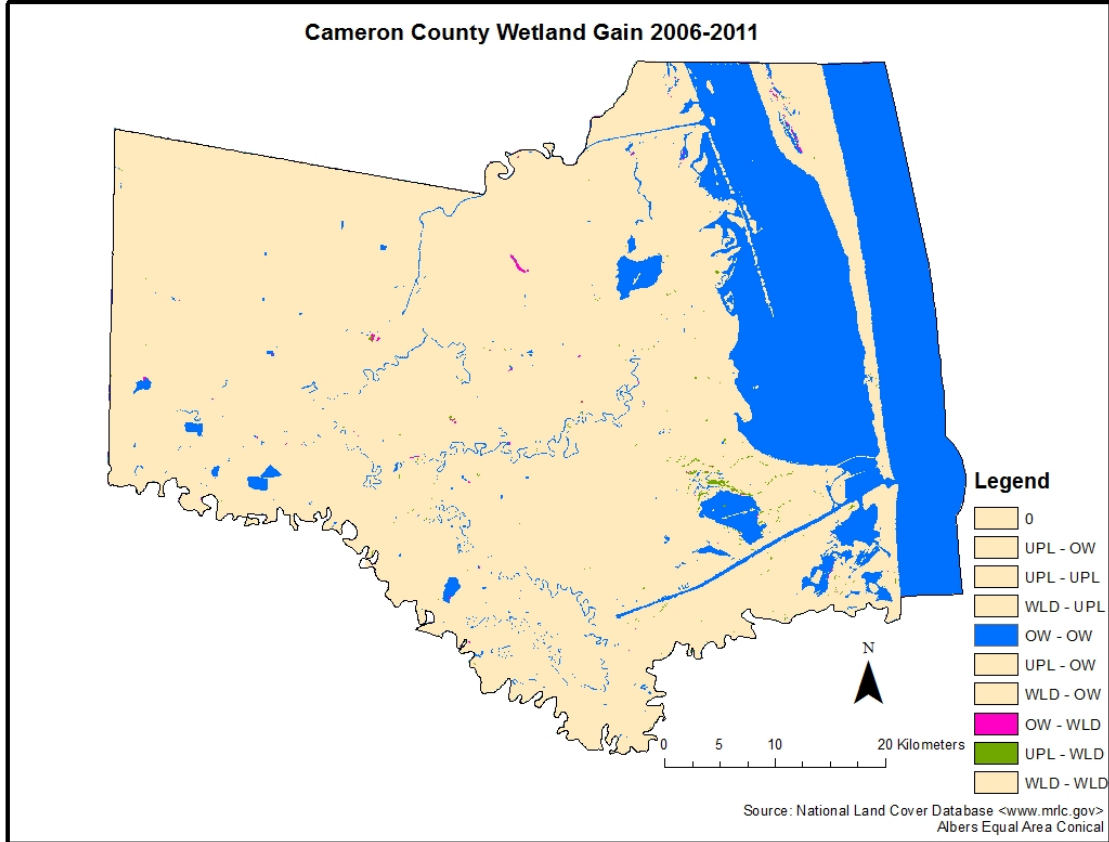 Cameron County Wetland Gain 2006-2011
Legend
0
UPL - OW
UPL - UPL
WLD - UPL
OW - OW
UPL - OW
WLD - OW
OW - WLD
UPL - WLD
WLD - WLD
N
0 5 10 20 Kilometers
Source: National Land Cover Database <www.mrlc.gov>
Albers Equal Area Conical